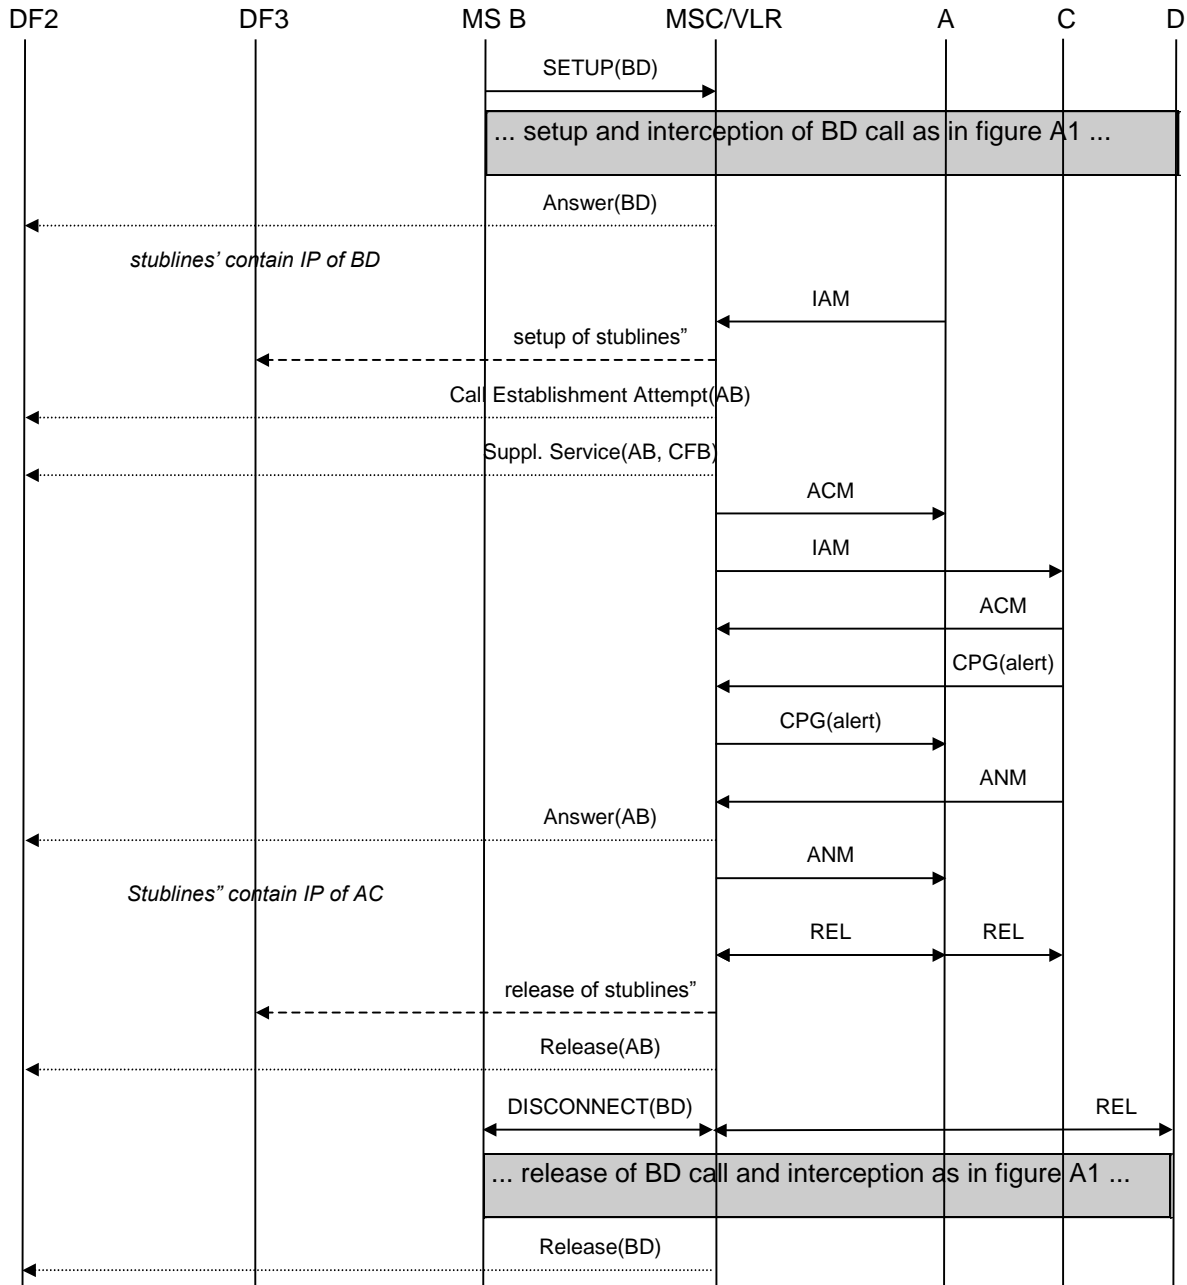 DF2 DF3 MS B MSC/VLR A C D
SETUP(BD)
... setup and interception of BD call as in figure A1 ...
Answer(BD)
stublines’ contain IP of BD
IAM
setup of stublines”
Call Establishment Attempt(AB)
Suppl. Service(AB, CFB)
ACM
IAM
ACM
CPG(alert)
CPG(alert)
ANM
Answer(AB)
ANM
Stublines” contain IP of AC
REL REL
release of stublines”
Release(AB)
DISCONNECT(BD) REL
... release of BD call and interception as in figure A1 ...
Release(BD)